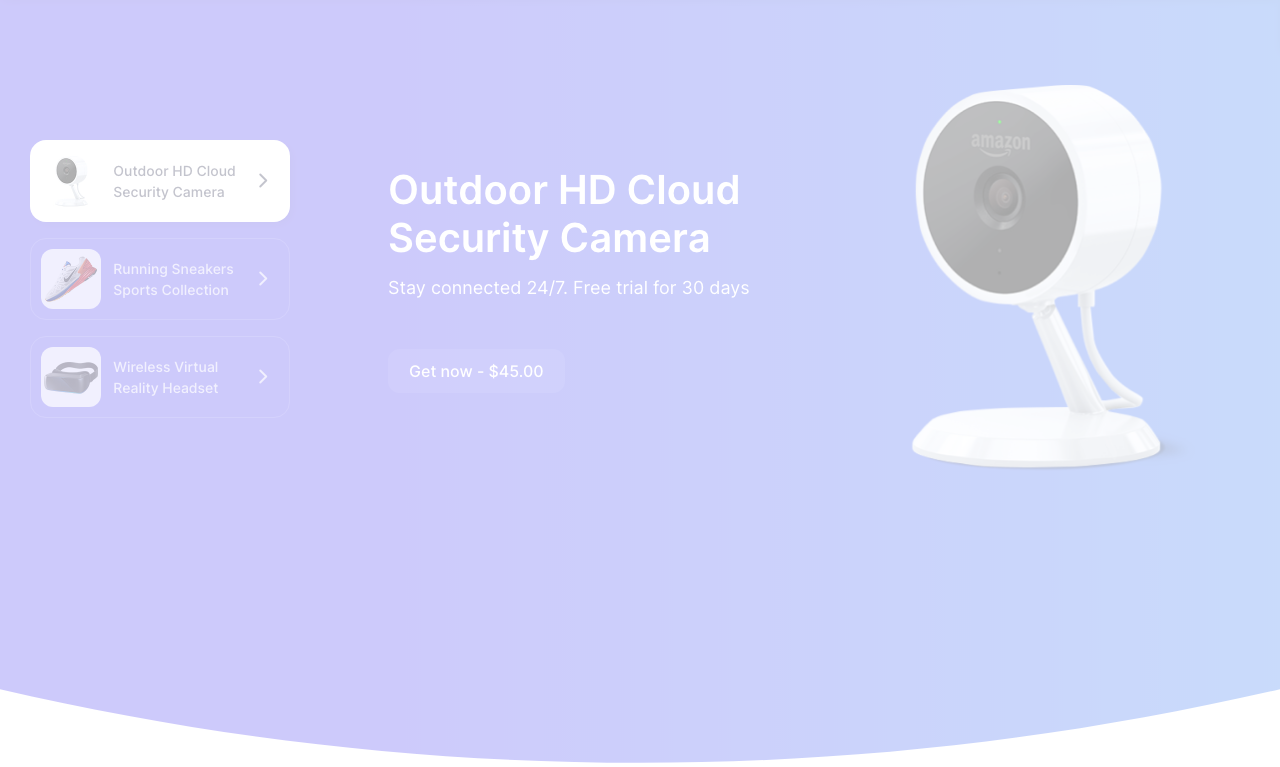 Outdoor HD Cloud
Security Camera
Running Sneakers
Sports Collection
Wireless Virtual
Reality Headset
Outdoor HD Cloud
Security Camera
Stay connected 24/7. Free trial for 30 days
Get now - $45.00
amazon